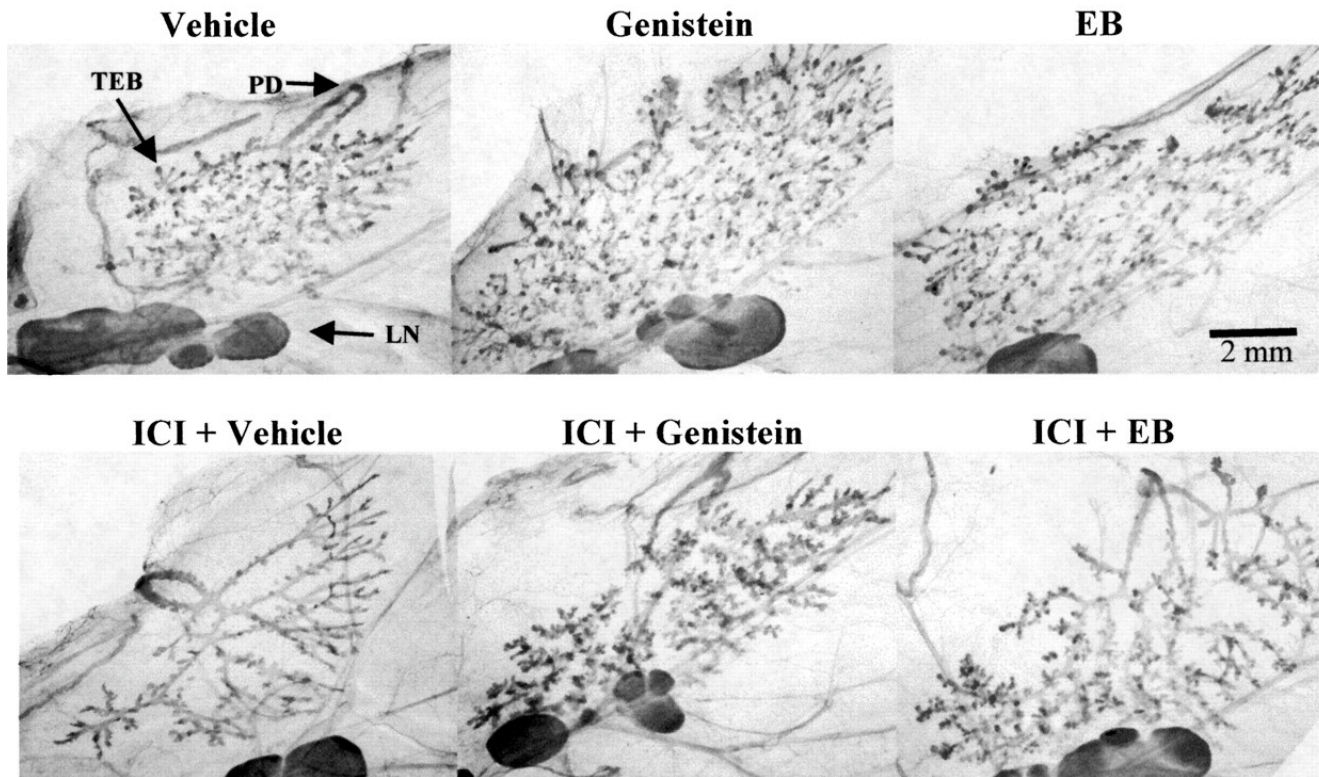 Vehicle
Genistein
EB
TEB
PD
LN
2 mm
ICI + Vehicle
ICI + Genistein
ICI + EB